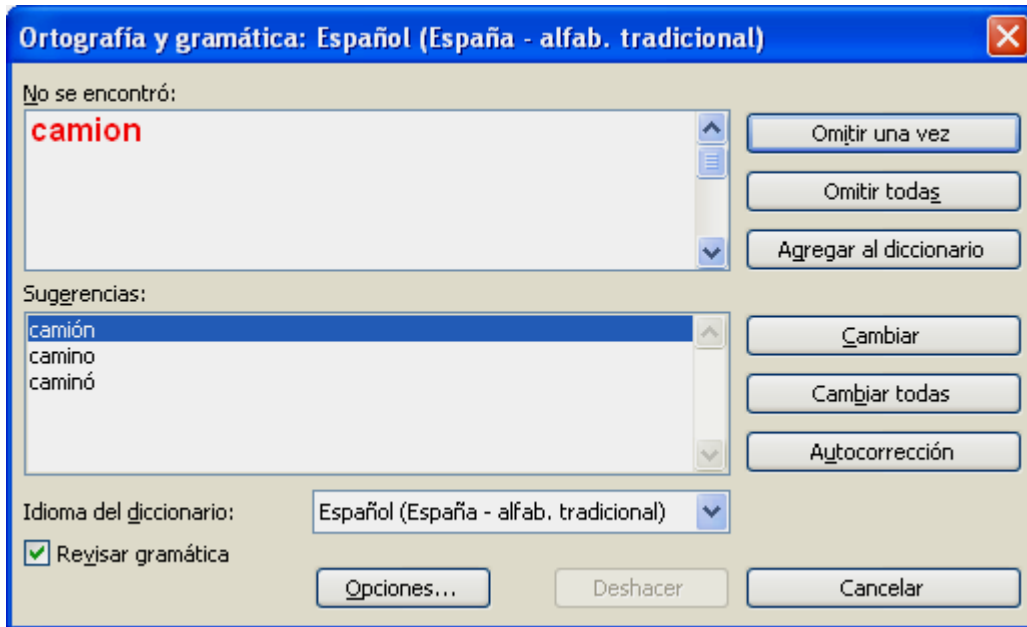 Ortografía y gramática: Español (España - alfab. tradicional)
No se encontró:
camion
Omitir una vez
Omitir todas
Agregar al diccionario
Sugerencias:
camión
camino
caminó
Cambiar
Cambiar todas
Autocorrección
Idioma del diccionario:
Español (España - alfab. tradicional)
Revisar gramática
Opciones...
Deshacer
Cancelar